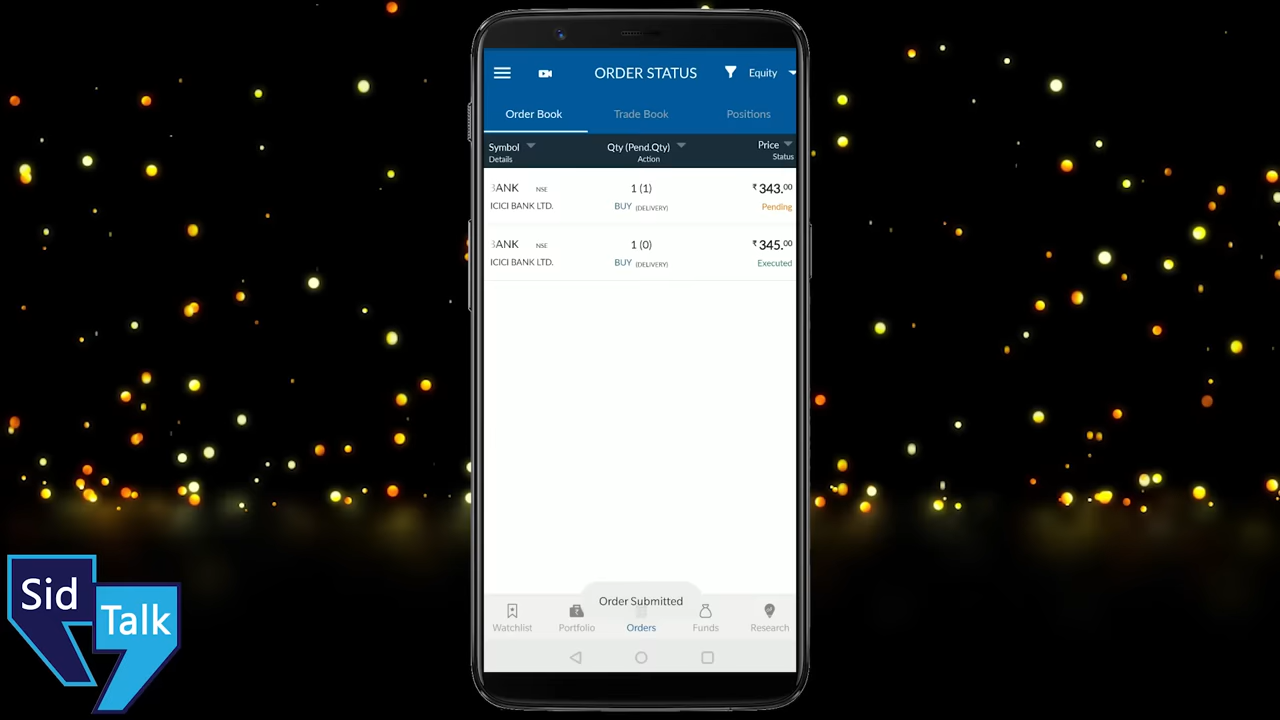 ORDER STATUS
Equity
Order Book
Trade Book
Positions
Symbol
Qty (Pend.Qty)
Price
Details
Action
Status
BANK NSE
1 (1)
₹ 343.00
ICICI BANK LTD.
BUY (DELIVERY)
Pending
BANK NSE
1 (0)
₹ 345.00
ICICI BANK LTD.
BUY (DELIVERY)
Executed
Order Submitted
Watchlist
Portfolio
Orders
Funds
Research
Sid
Talk